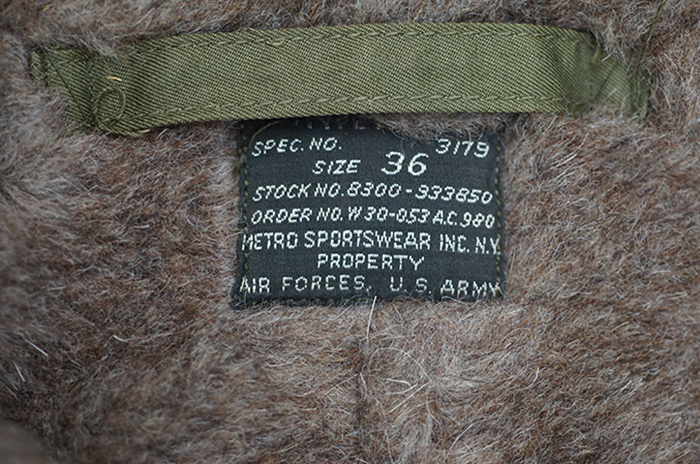 SPEC. NO. 3179
SIZE 36
STOCK NO. 8300-333850
ORDER NO. W 30-053 A.C. 980
METRO SPORTSWEAR INC. N.Y.
PROPERTY
AIR FORCES, U.S. ARMY